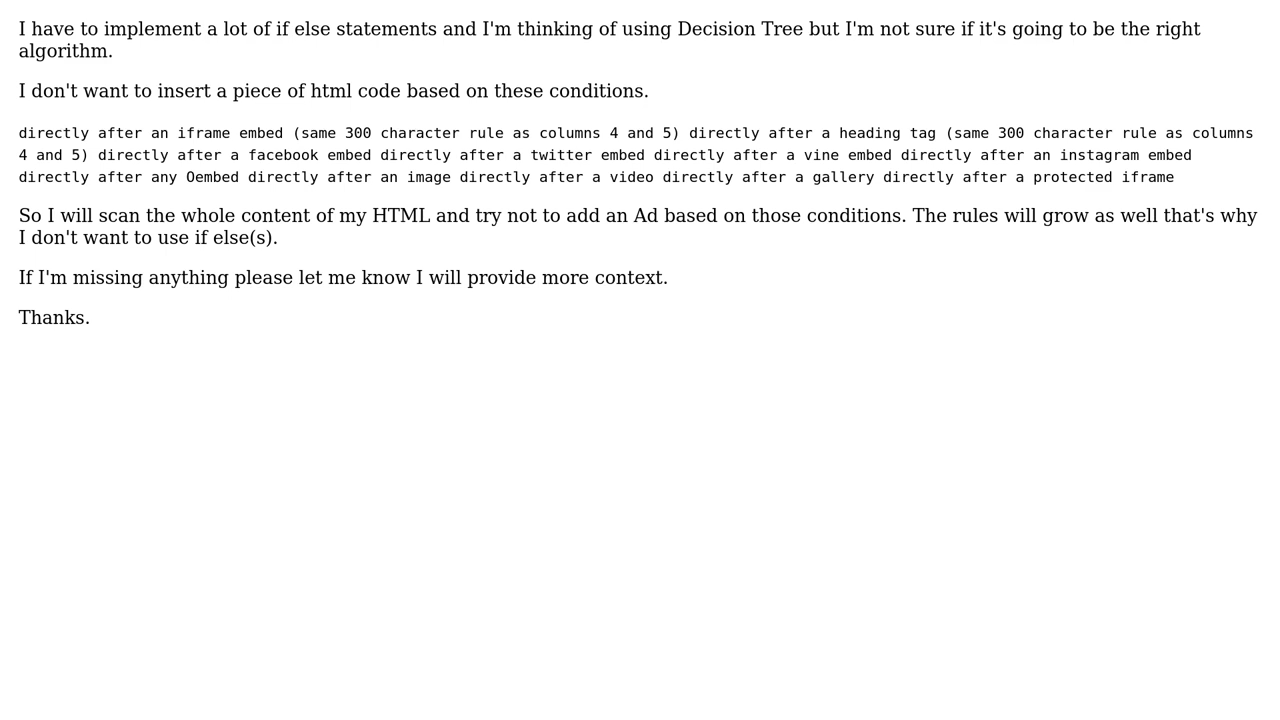 I have to implement a lot of if else statements and I'm thinking of using Decision Tree but I'm not sure if it's going to be the right
algorithm.
I don't want to insert a piece of html code based on these conditions.
directly after an iframe embed (same 300 character rule as columns 4 and 5) directly after a heading tag (same 300 character rule as columns
4 and 5) directly after a facebook embed directly after a twitter embed directly after a vine embed directly after an instagram embed
directly after any Oembed directly after an image directly after a video directly after a gallery directly after a protected iframe
So I will scan the whole content of my HTML and try not to add an Ad based on those conditions. The rules will grow as well that's why
I don't want to use if else(s).
If I'm missing anything please let me know I will provide more context.
Thanks.